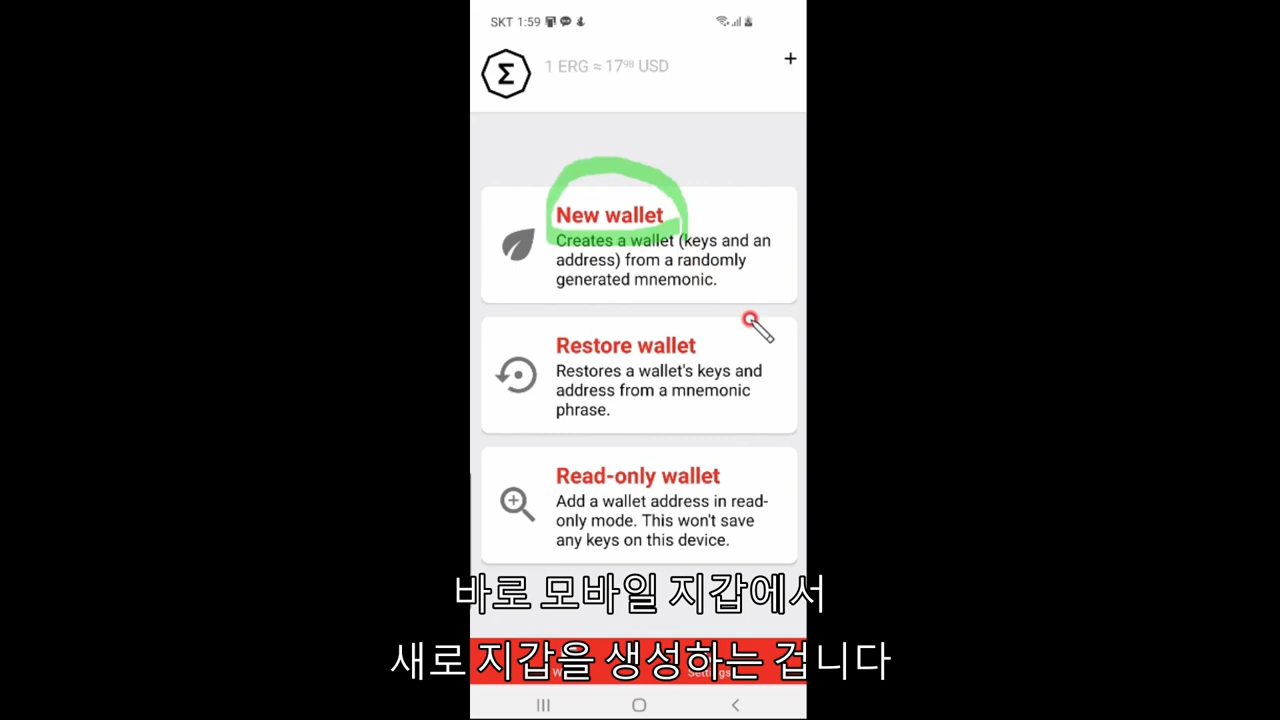 SKT 1:59
Σ
1 ERG ≈ 17⁹⁸ USD
+
New wallet
Creates a wallet (keys and an
address) from a randomly
generated mnemonic.
Restore wallet
Restores a wallet's keys and
address from a mnemonic
phrase.
Read-only wallet
Add a wallet address in read-
only mode. This won't save
any keys on this device.
바로 모바일 지갑에서
새로 지갑을 생성하는 겁니다
Settings